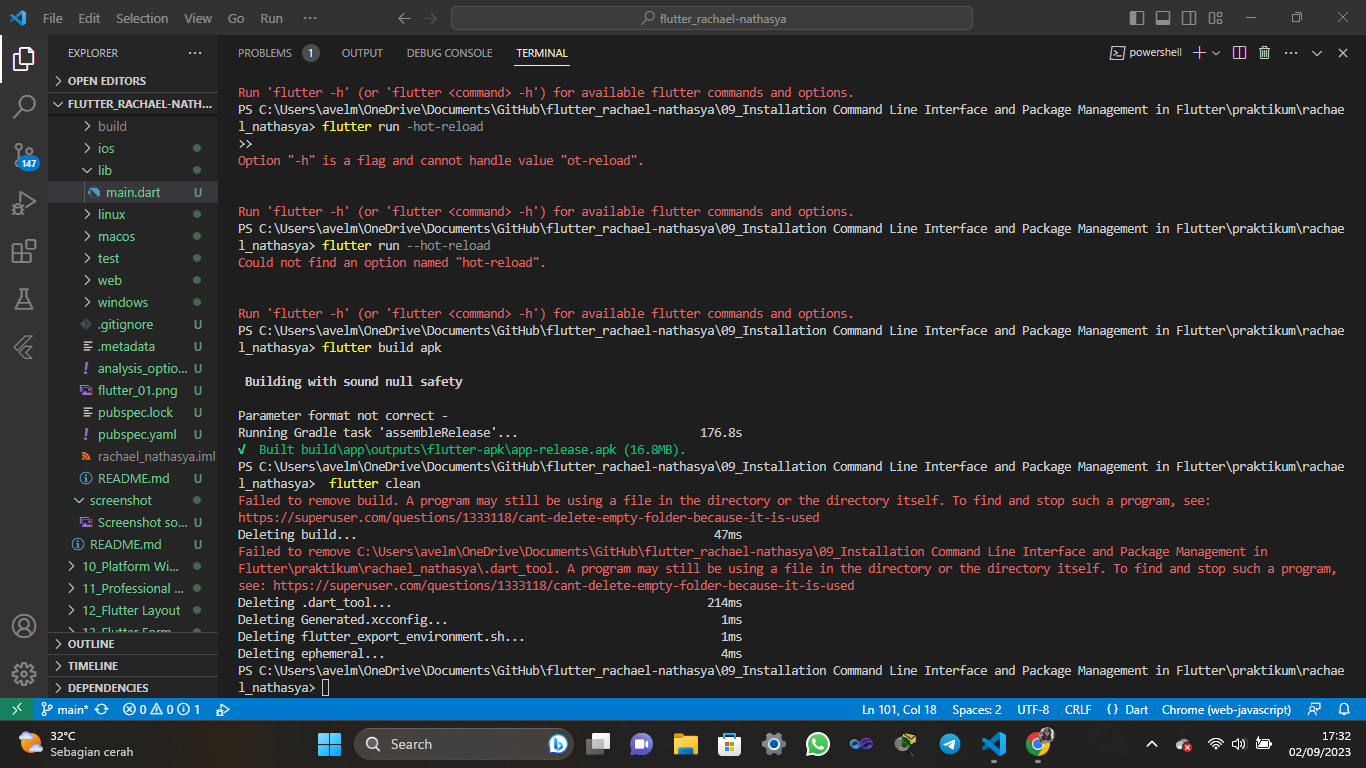 File Edit Selection View Go Run ···
flutter_rachael-nathasya
EXPLORER ···
OPEN EDITORS
FLUTTER_RACHAEL-NATH...
build
ios
lib
main.dart U
linux
macos
test
web
windows
.gitignore U
.metadata U
analysis_optio... U
flutter_01.png U
pubspec.lock U
pubspec.yaml U
rachael_nathasya.iml
README.md U
screenshot
Screenshot so... U
README.md U
10_Platform Wi...
11_Professional ...
12_Flutter Layout
13_Flutter Form
OUTLINE
TIMELINE
DEPENDENCIES
147
PROBLEMS 1 OUTPUT DEBUG CONSOLE TERMINAL
powershell
Run 'flutter -h' (or 'flutter <command> -h') for available flutter commands and options.
PS C:\Users\avelm\OneDrive\Documents\GitHub\flutter_rachael-nathasya\09_Installation Command Line Interface and Package Management in Flutter\praktikum\rachae
l_nathasya> flutter run -hot-reload
>>
Option "-h" is a flag and cannot handle value "ot-reload".
Run 'flutter -h' (or 'flutter <command> -h') for available flutter commands and options.
PS C:\Users\avelm\OneDrive\Documents\GitHub\flutter_rachael-nathasya\09_Installation Command Line Interface and Package Management in Flutter\praktikum\rachae
l_nathasya> flutter run --hot-reload
Could not find an option named "hot-reload".
Run 'flutter -h' (or 'flutter <command> -h') for available flutter commands and options.
PS C:\Users\avelm\OneDrive\Documents\GitHub\flutter_rachael-nathasya\09_Installation Command Line Interface and Package Management in Flutter\praktikum\rachae
l_nathasya> flutter build apk
Building with sound null safety
Parameter format not correct -
Running Gradle task 'assembleRelease'... 176.8s
√ Built build\app\outputs\flutter-apk\app-release.apk (16.8MB).
PS C:\Users\avelm\OneDrive\Documents\GitHub\flutter_rachael-nathasya\09_Installation Command Line Interface and Package Management in Flutter\praktikum\rachae
l_nathasya> flutter clean
Failed to remove build. A program may still be using a file in the directory or the directory itself. To find and stop such a program, see:
https://superuser.com/questions/1333118/cant-delete-empty-folder-because-it-is-used
Deleting build... 47ms
Failed to remove C:\Users\avelm\OneDrive\Documents\GitHub\flutter_rachael-nathasya\09_Installation Command Line Interface and Package Management in
Flutter\praktikum\rachael_nathasya\.dart_tool. A program may still be using a file in the directory or the directory itself. To find and stop such a program,
see: https://superuser.com/questions/1333118/cant-delete-empty-folder-because-it-is-used
Deleting .dart_tool... 214ms
Deleting Generated.xcconfig... 1ms
Deleting flutter_export_environment.sh... 1ms
Deleting ephemeral... 4ms
PS C:\Users\avelm\OneDrive\Documents\GitHub\flutter_rachael-nathasya\09_Installation Command Line Interface and Package Management in Flutter\praktikum\rachae
l_nathasya>
main* 0 0 1
Ln 101, Col 18 Spaces: 2 UTF-8 CRLF {} Dart Chrome (web-javascript)
32°C
Sebagian cerah
Search
17:32
02/09/2023